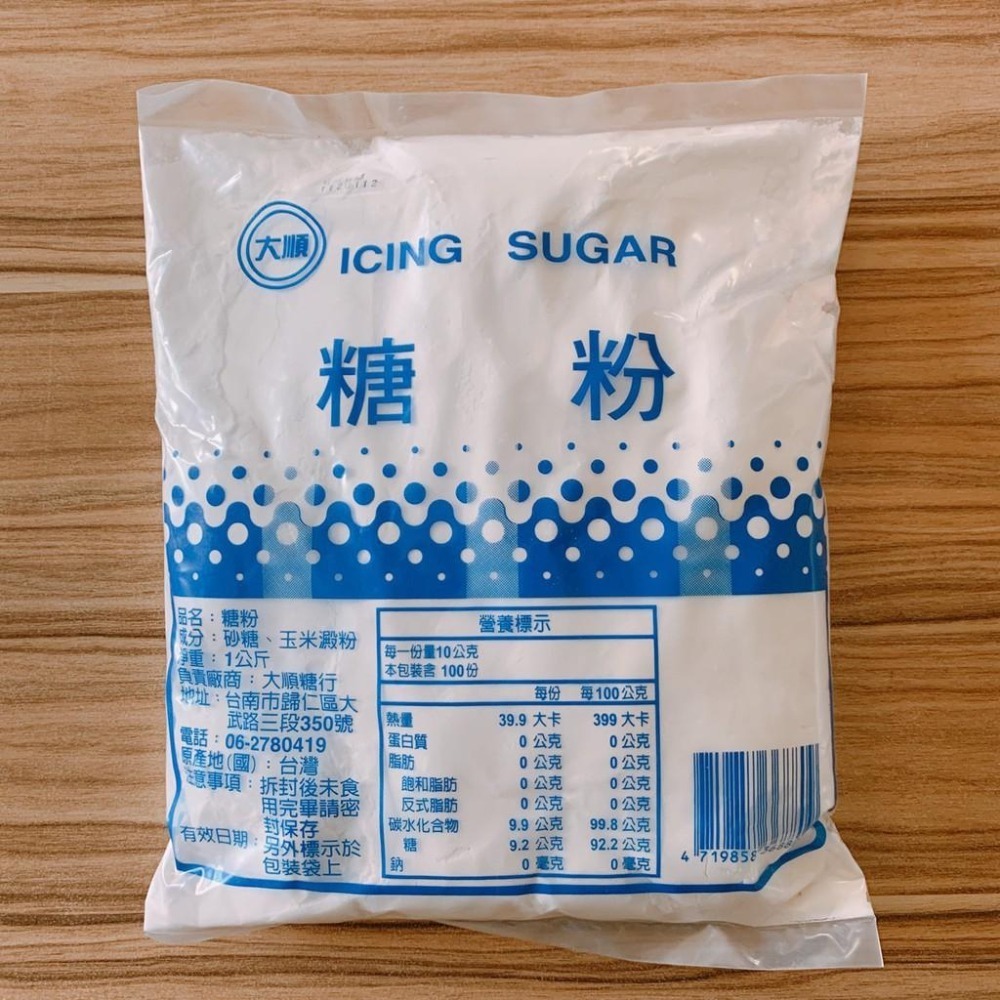 大順 ICING SUGAR
糖粉
品名：糖粉
成分：砂糖、玉米澱粉
淨重：1公斤
負責廠商：大順糖行
地址：台南市歸仁區大
武路三段350號
電話：06-2780419
原產地(國)：台灣
注意事項：拆封後未食
用完畢請密
封保存
有效日期：另外標示於
包裝袋上
營養標示
每一份量10公克
本包裝含 100份
每份 每100公克
熱量 39.9 大卡 399 大卡
蛋白質 0 公克 0 公克
脂肪 0 公克 0 公克
飽和脂肪 0 公克 0 公克
反式脂肪 0 公克 0 公克
碳水化合物 9.9 公克 99.8 公克
糖 9.2 公克 92.2 公克
鈉 0 毫克 0 毫克
4 719858